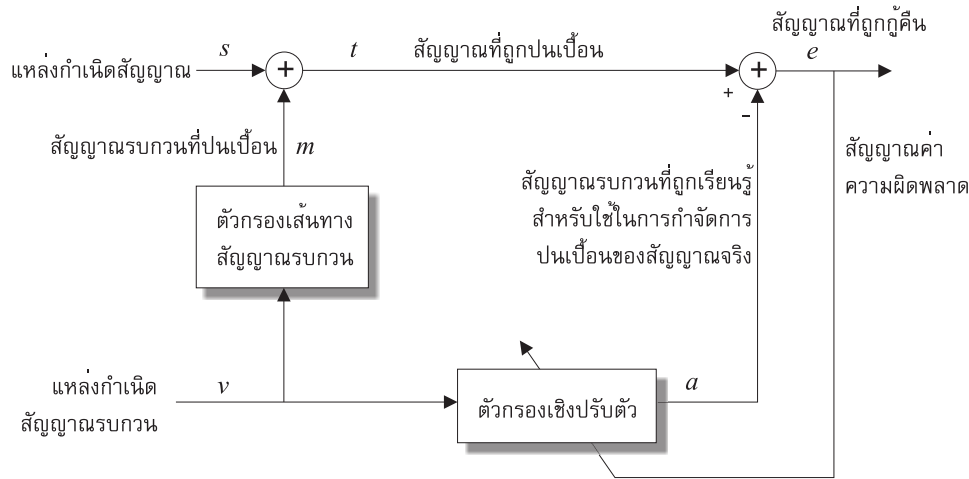 สัญญาณที่ถูกกู้คืน
s
t
สัญญาณที่ถูกปนเปื้อน
e
แหล่งกำเนิดสัญญาณ
+
+
+
-
สัญญาณรบกวนที่ปนเปื้อน
m
สัญญาณค่า
ความผิดพลาด
สัญญาณรบกวนที่ถูกเรียนรู้
สำหรับใช้ในการกำจัดการ
ปนเปื้อนของสัญญาณจริง
ตัวกรองเส้นทาง
สัญญาณรบกวน
แหล่งกำเนิด
สัญญาณรบกวน
v
ตัวกรองเชิงปรับตัว
a